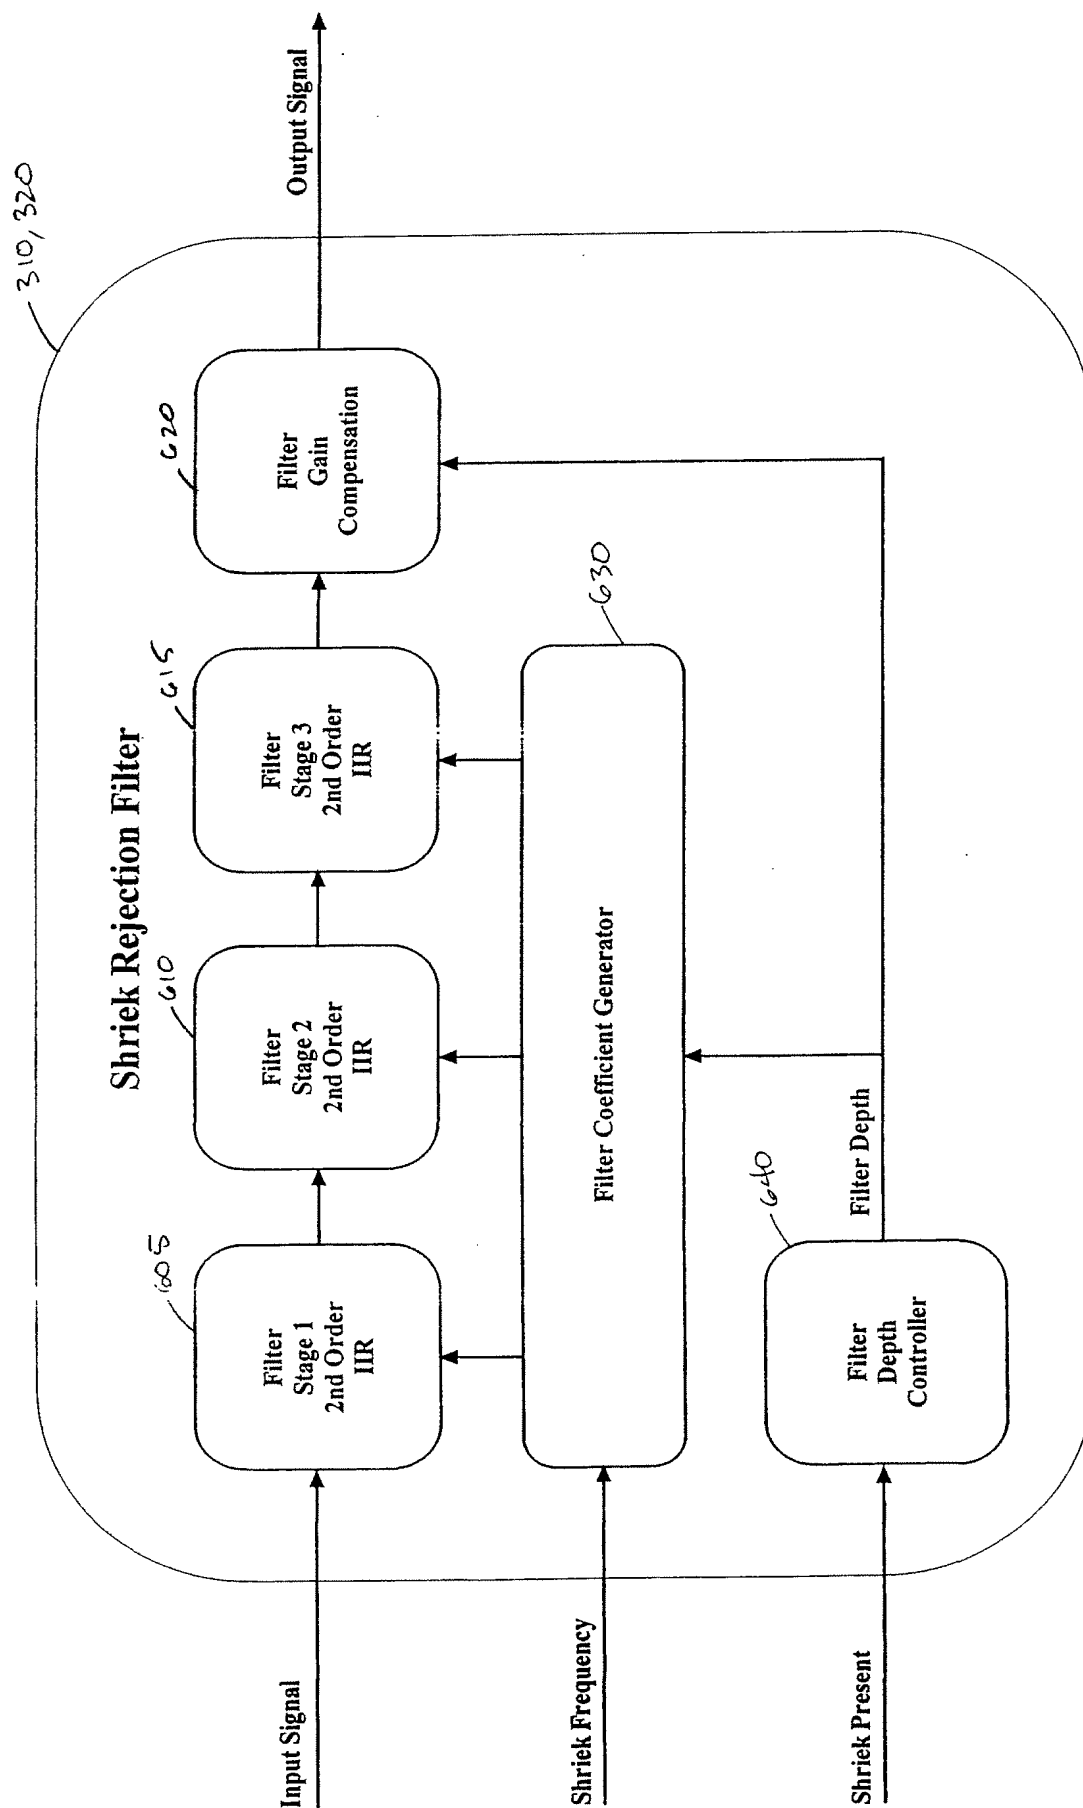 Shriek Rejection Filter
310, 320
Input Signal
Filter
Stage 1
2nd Order
IIR
605
Filter
Stage 2
2nd Order
IIR
610
Filter
Stage 3
2nd Order
IIR
615
Filter
Gain
Compensation
620
Output Signal
Shriek Frequency
Filter Coefficient Generator
630
Shriek Present
Filter
Depth
Controller
640
Filter Depth